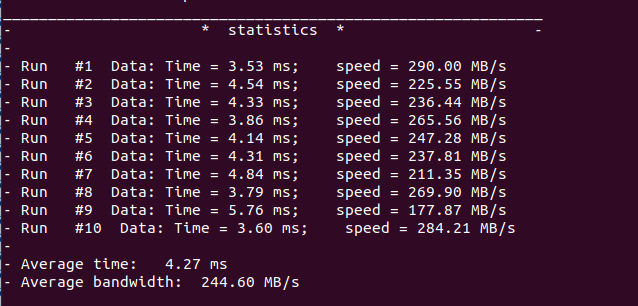 - * statistics * -
-
- Run #1 Data: Time = 3.53 ms; speed = 290.00 MB/s
- Run #2 Data: Time = 4.54 ms; speed = 225.55 MB/s
- Run #3 Data: Time = 4.33 ms; speed = 236.44 MB/s
- Run #4 Data: Time = 3.86 ms; speed = 265.56 MB/s
- Run #5 Data: Time = 4.14 ms; speed = 247.28 MB/s
- Run #6 Data: Time = 4.31 ms; speed = 237.81 MB/s
- Run #7 Data: Time = 4.84 ms; speed = 211.35 MB/s
- Run #8 Data: Time = 3.79 ms; speed = 269.90 MB/s
- Run #9 Data: Time = 5.76 ms; speed = 177.87 MB/s
- Run #10 Data: Time = 3.60 ms; speed = 284.21 MB/s
-
- Average time: 4.27 ms
- Average bandwidth: 244.60 MB/s